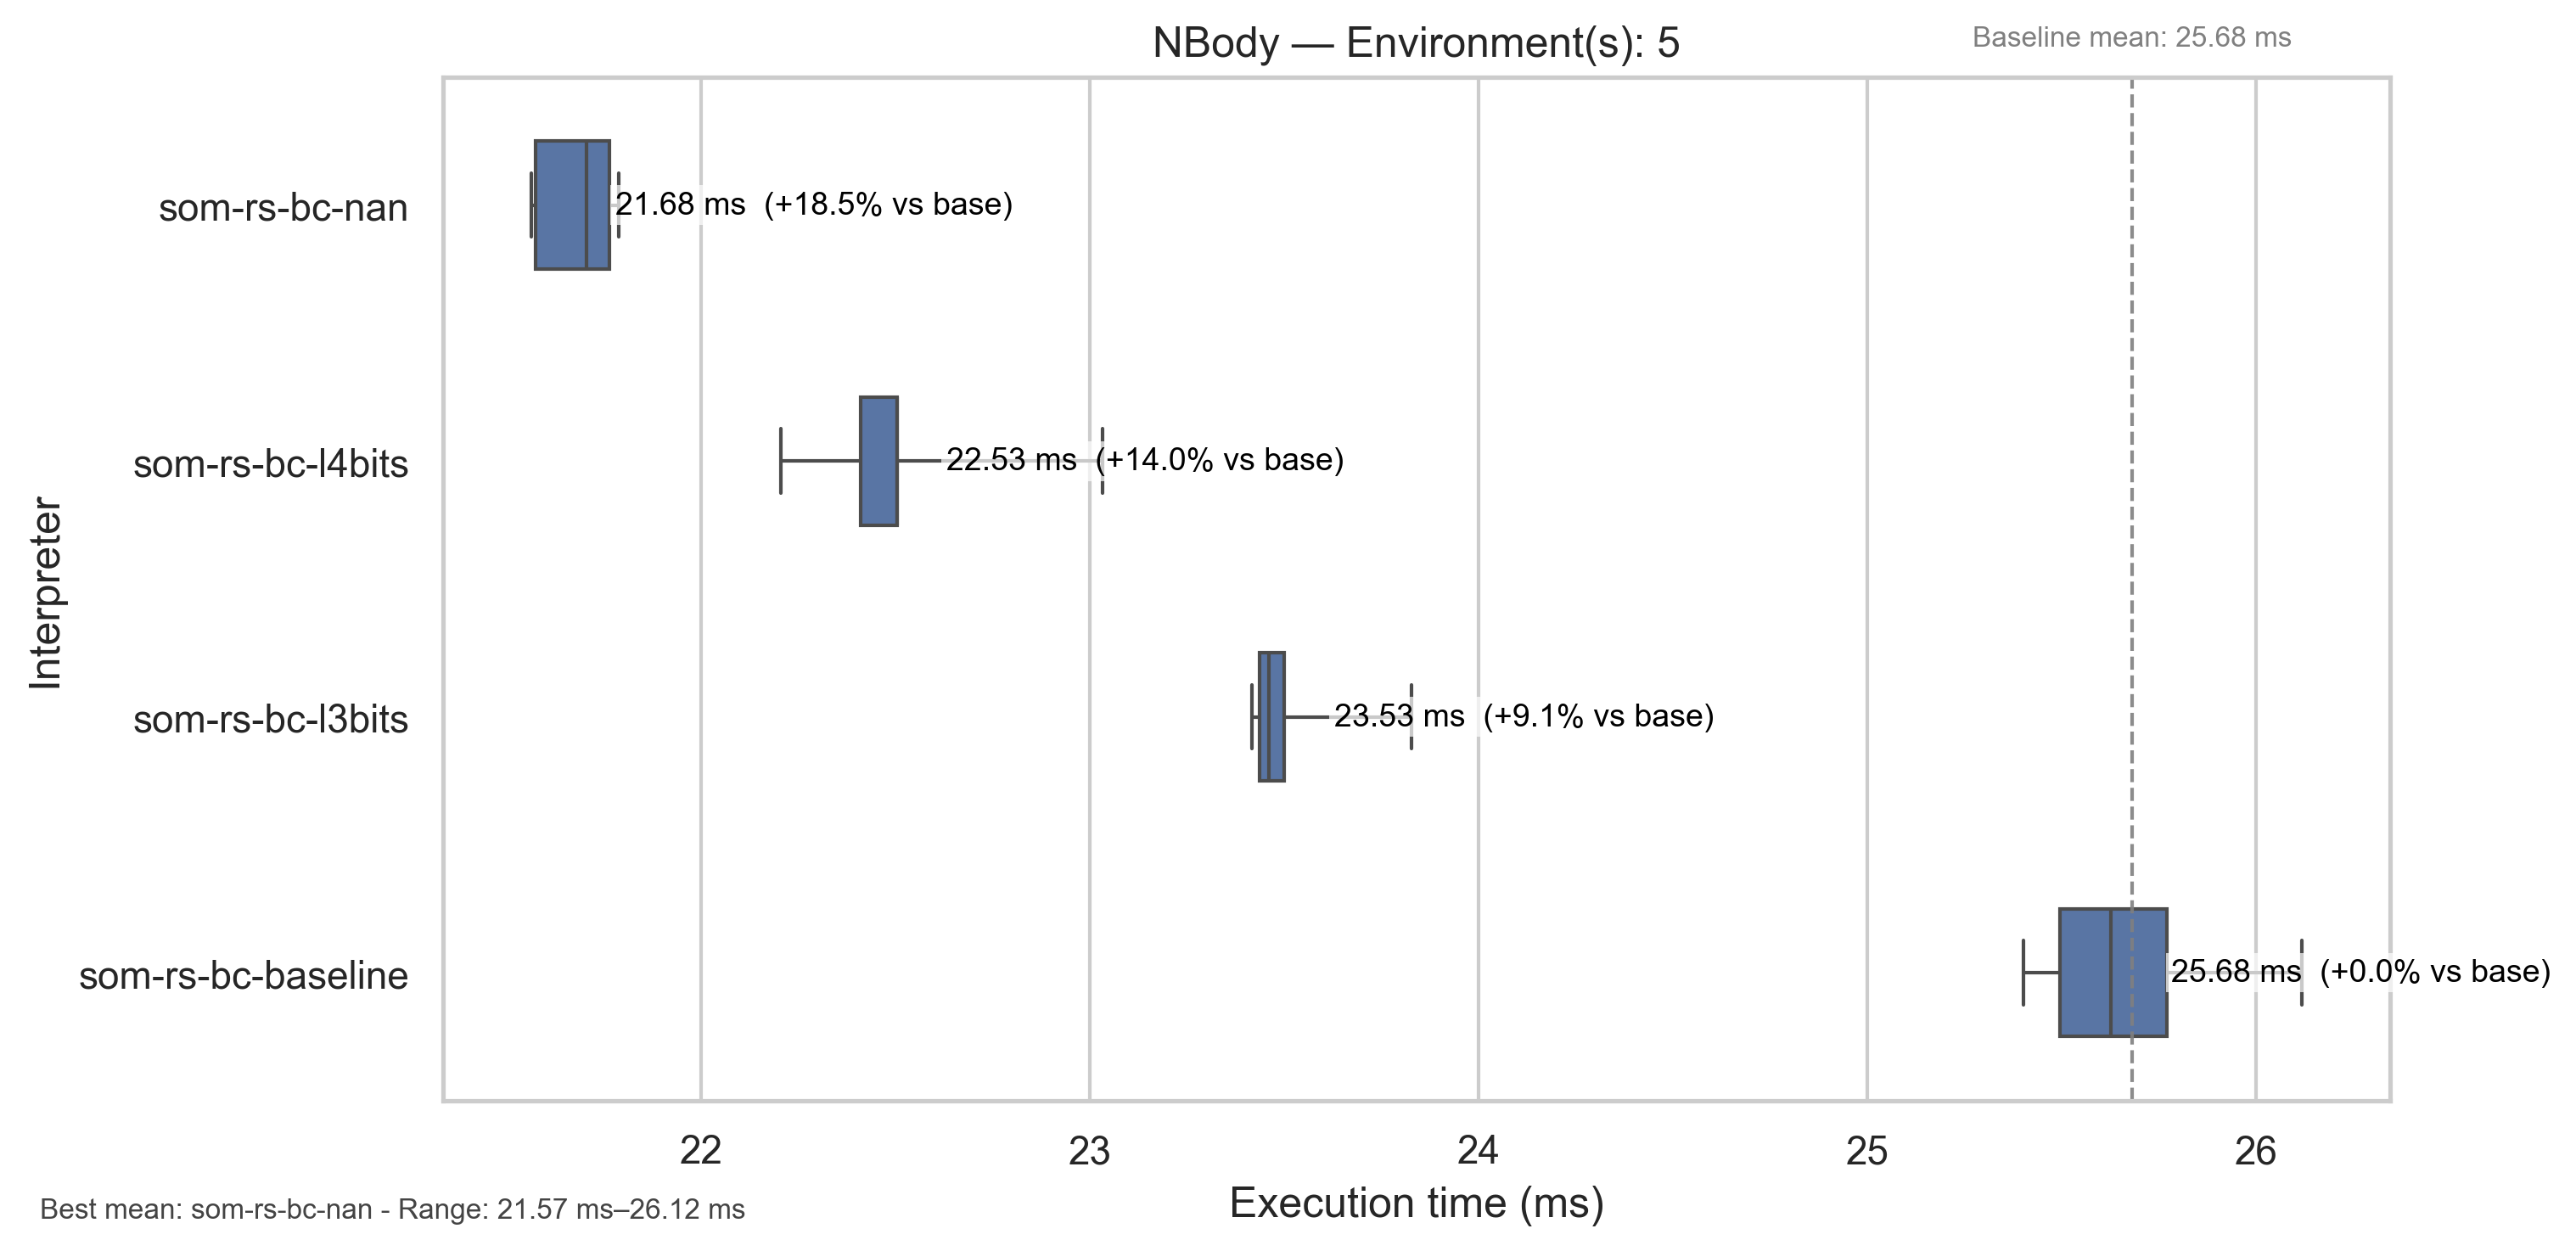 NBody — Environment(s): 5
Baseline mean: 25.68 ms
Interpreter
som-rs-bc-nan
21.68 ms (+18.5% vs base)
som-rs-bc-l4bits
22.53 ms (+14.0% vs base)
som-rs-bc-l3bits
23.53 ms (+9.1% vs base)
som-rs-bc-baseline
25.68 ms (+0.0% vs base)
22 23 24 25 26
Execution time (ms)
Best mean: som-rs-bc-nan - Range: 21.57 ms–26.12 ms